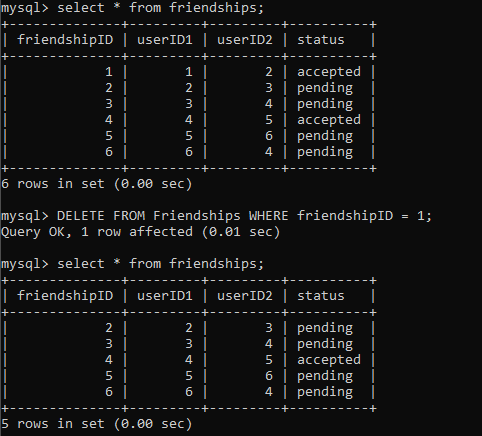 mysql> select * from friendships;
+--------------+---------+---------+----------+
| friendshipID | userID1 | userID2 | status   |
+--------------+---------+---------+----------+
|            1 |       1 |       2 | accepted |
|            2 |       2 |       3 | pending  |
|            3 |       3 |       4 | pending  |
|            4 |       4 |       5 | accepted |
|            5 |       5 |       6 | pending  |
|            6 |       6 |       4 | pending  |
+--------------+---------+---------+----------+
6 rows in set (0.00 sec)
mysql> DELETE FROM Friendships WHERE friendshipID = 1;
Query OK, 1 row affected (0.01 sec)
mysql> select * from friendships;
+--------------+---------+---------+----------+
| friendshipID | userID1 | userID2 | status   |
+--------------+---------+---------+----------+
|            2 |       2 |       3 | pending  |
|            3 |       3 |       4 | pending  |
|            4 |       4 |       5 | accepted |
|            5 |       5 |       6 | pending  |
|            6 |       6 |       4 | pending  |
+--------------+---------+---------+----------+
5 rows in set (0.00 sec)